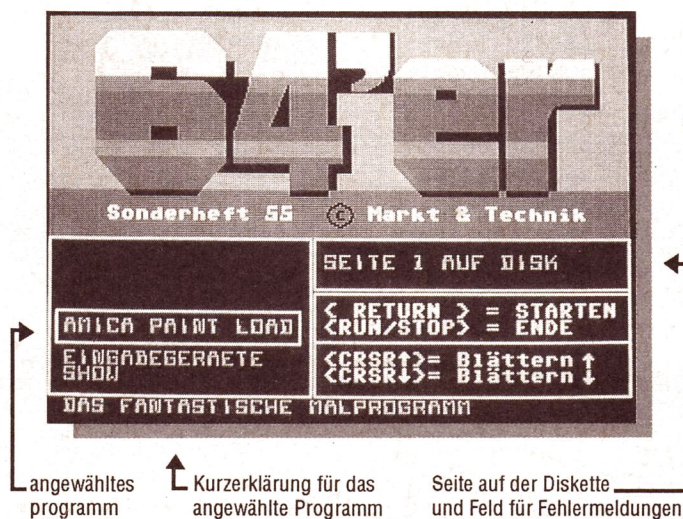 64'er
Sonderheft 55 © Markt & Technik
SEITE 1 AUF DISK
AMICA PAINT LOAD
EINGABEGERAETE
SHOW
< RETURN > = STARTEN
<RUN/STOP> = ENDE
<CRSR↑>= Blättern ↑
<CRSR↓>= Blättern ↓
DAS FANTASTISCHE MALPROGRAMM
angewähltes
programm
Kurzerklärung für das
angewählte Programm
Seite auf der Diskette
und Feld für Fehlermeldungen